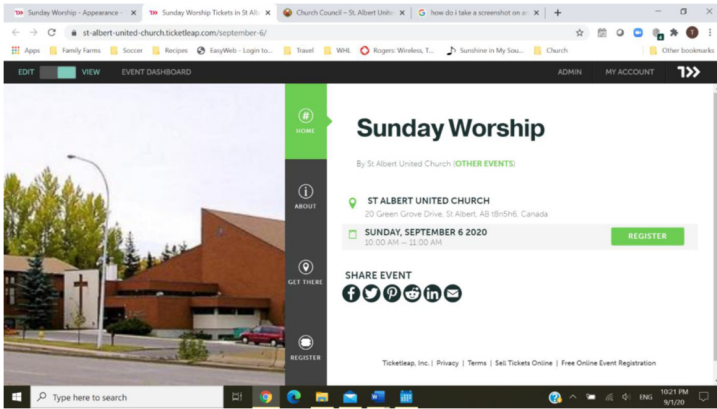 Sunday Worship - Appearance -
Sunday Worship Tickets in St Alb
Church Council – St. Albert Unite
how do i take a screenshot on a
st-albert-united-church.ticketleap.com/september-6/
Apps
Family Farms
Soccer
Recipes
EasyWeb - Login to...
Travel
WHL
Rogers: Wireless, T...
Sunshine in My Sou...
Church
Other bookmarks
EDIT
VIEW
EVENT DASHBOARD
ADMIN
MY ACCOUNT
#
HOME
ABOUT
GET THERE
REGISTER
Sunday Worship
By St Albert United Church (OTHER EVENTS)
ST ALBERT UNITED CHURCH
20 Green Grove Drive, St Albert, AB t8n5h6, Canada
SUNDAY, SEPTEMBER 6 2020
10:00 AM — 11:00 AM
REGISTER
SHARE EVENT
Ticketleap, Inc. | Privacy | Terms | Sell Tickets Online | Free Online Event Registration
Type here to search
ENG
10:21 PM
9/1/20